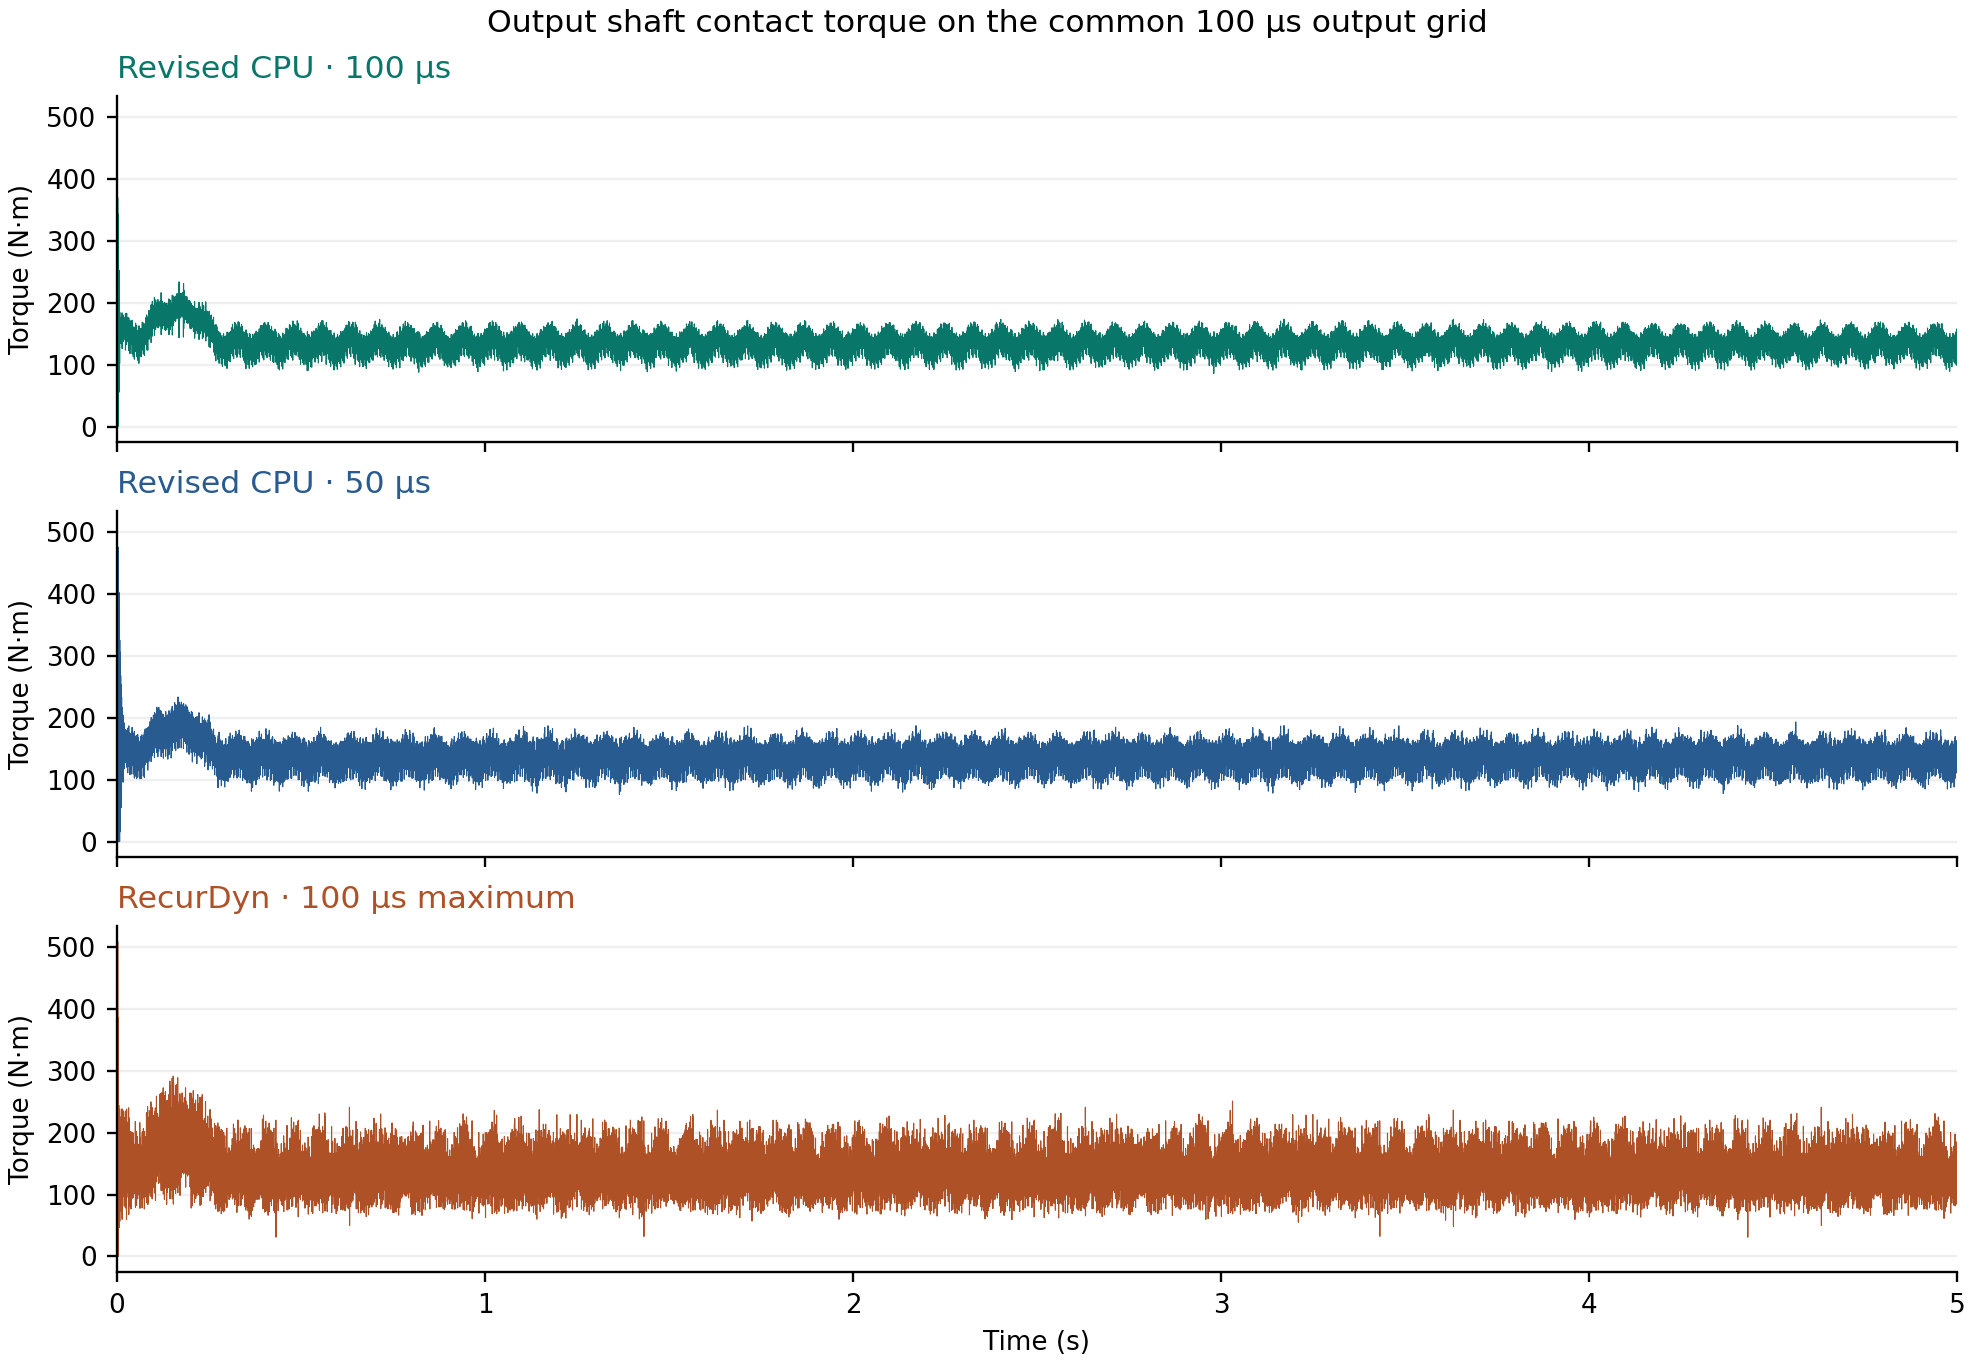 Output shaft contact torque on the common 100 µs output grid
Revised CPU · 100 µs
500
400
300
200
100
0
Torque (N·m)
Revised CPU · 50 µs
500
400
300
200
100
0
Torque (N·m)
RecurDyn · 100 µs maximum
500
400
300
200
100
0
Torque (N·m)
0 1 2 3 4 5
Time (s)